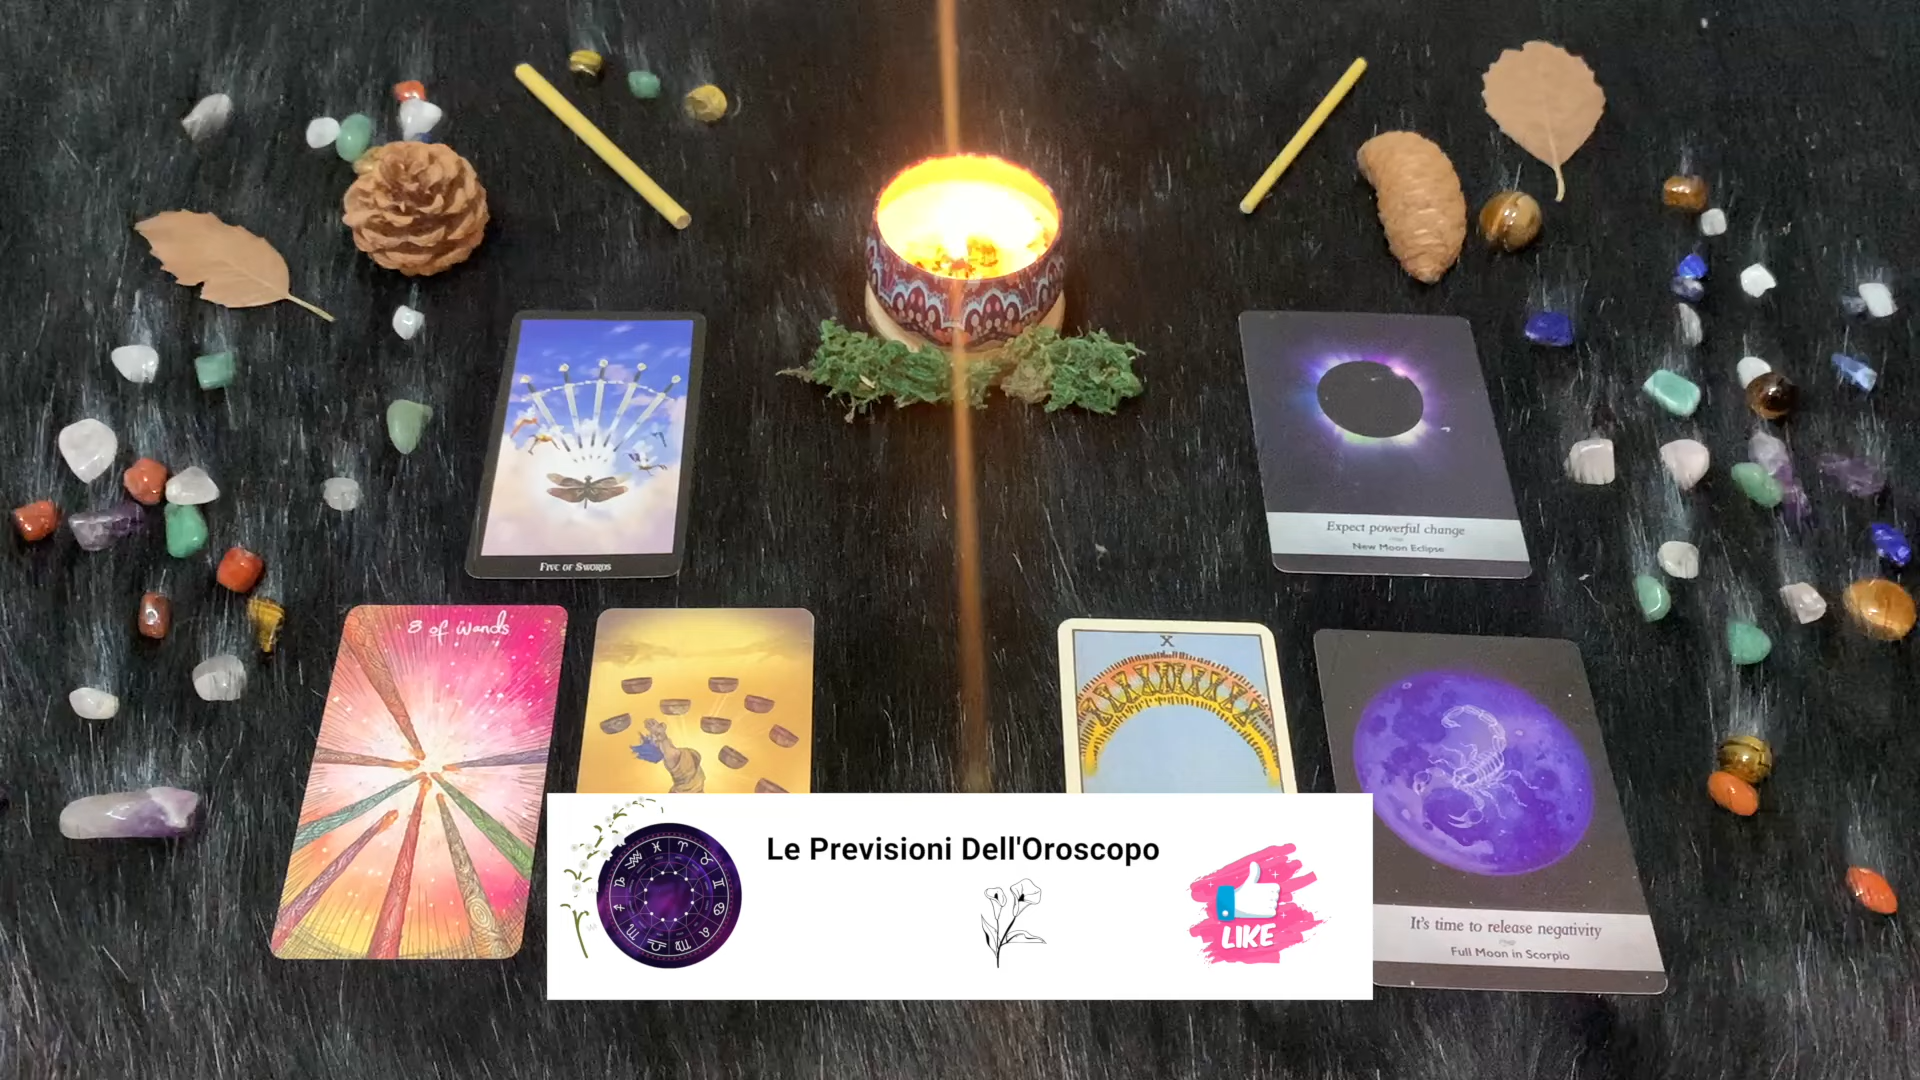 Five of Swords
Expect powerful change
New Moon Eclipse
8 of wands
X
Le Previsioni Dell'Oroscopo
LIKE
It's time to release negativity
Full Moon in Scorpio